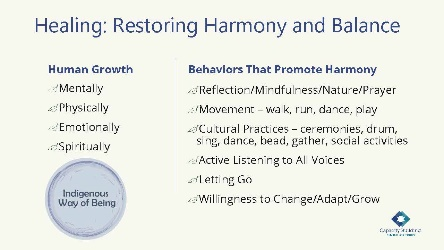 Healing: Restoring Harmony and Balance
Human Growth
Mentally
Physically
Emotionally
Spiritually
Indigenous
Way of Being
Behaviors That Promote Harmony
Reflection/Mindfulness/Nature/Prayer
Movement – walk, run, dance, play
Cultural Practices – ceremonies, drum,
sing, dance, bead, gather, social activities
Active Listening to All Voices
Letting Go
Willingness to Change/Adapt/Grow
Capacity Building